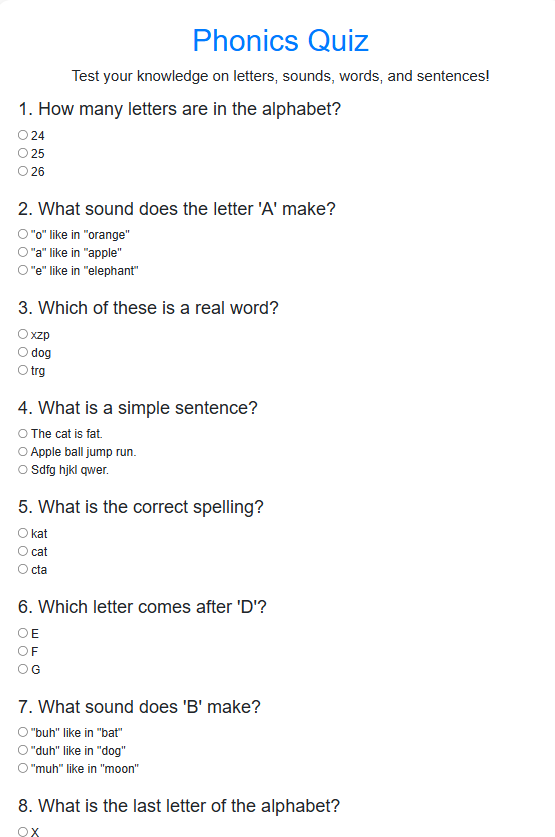 Phonics Quiz
Test your knowledge on letters, sounds, words, and sentences!
1. How many letters are in the alphabet?
24
25
26
2. What sound does the letter 'A' make?
"o" like in "orange"
"a" like in "apple"
"e" like in "elephant"
3. Which of these is a real word?
xzp
dog
trg
4. What is a simple sentence?
The cat is fat.
Apple ball jump run.
Sdfg hjkl qwer.
5. What is the correct spelling?
kat
cat
cta
6. Which letter comes after 'D'?
E
F
G
7. What sound does 'B' make?
"buh" like in "bat"
"duh" like in "dog"
"muh" like in "moon"
8. What is the last letter of the alphabet?
X